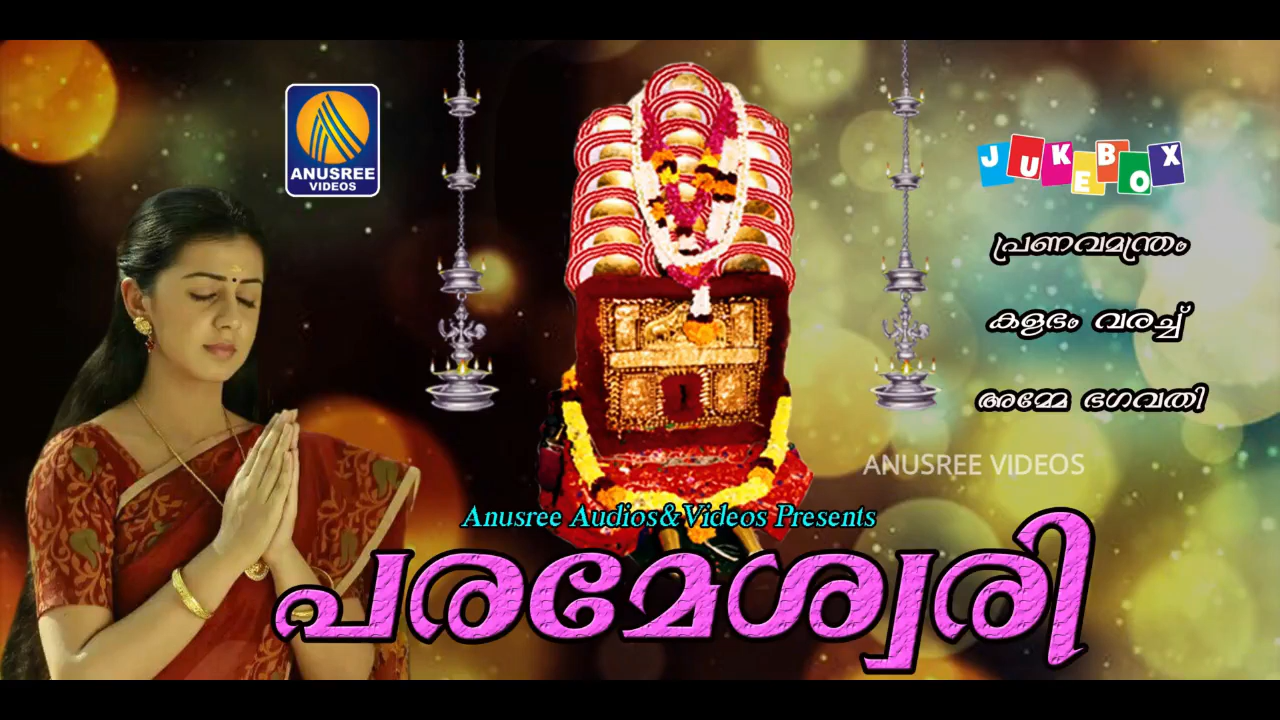 ANUSREE
VIDEOS
JUKEBOX
പ്രണവമന്ത്രം
കളഭം വരച്ച്
അമ്മേ ഭഗവതി
ANUSREE VIDEOS
Anusree Audios&Videos Presents
പരമേശ്വരി